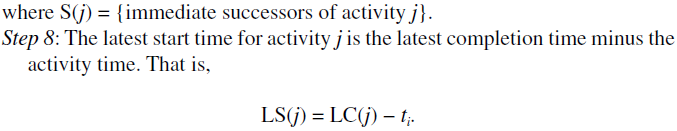 where S(j) = {immediate successors of activity j}.
Step 8: The latest start time for activity j is the latest completion time minus the
activity time. That is,
LS(j) = LC(j) – tᵢ.